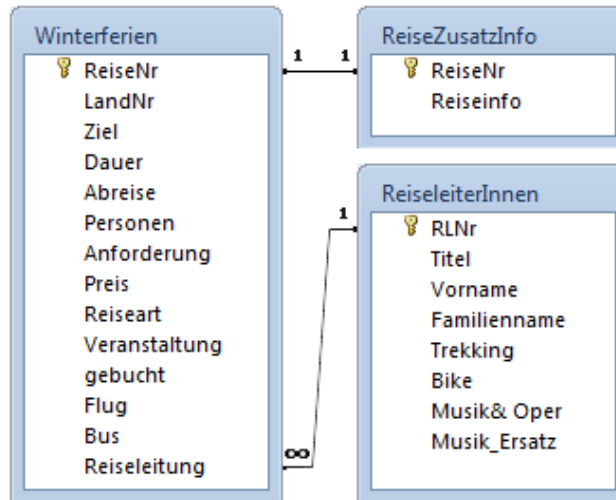 Winterferien
ReiseNr
LandNr
Ziel
Dauer
Abreise
Personen
Anforderung
Preis
Reiseart
Veranstaltung
gebucht
Flug
Bus
Reiseleitung
1 1
ReiseZusatzInfo
ReiseNr
Reiseinfo
1
∞
ReiseleiterInnen
RLNr
Titel
Vorname
Familienname
Trekking
Bike
Musik& Oper
Musik_Ersatz